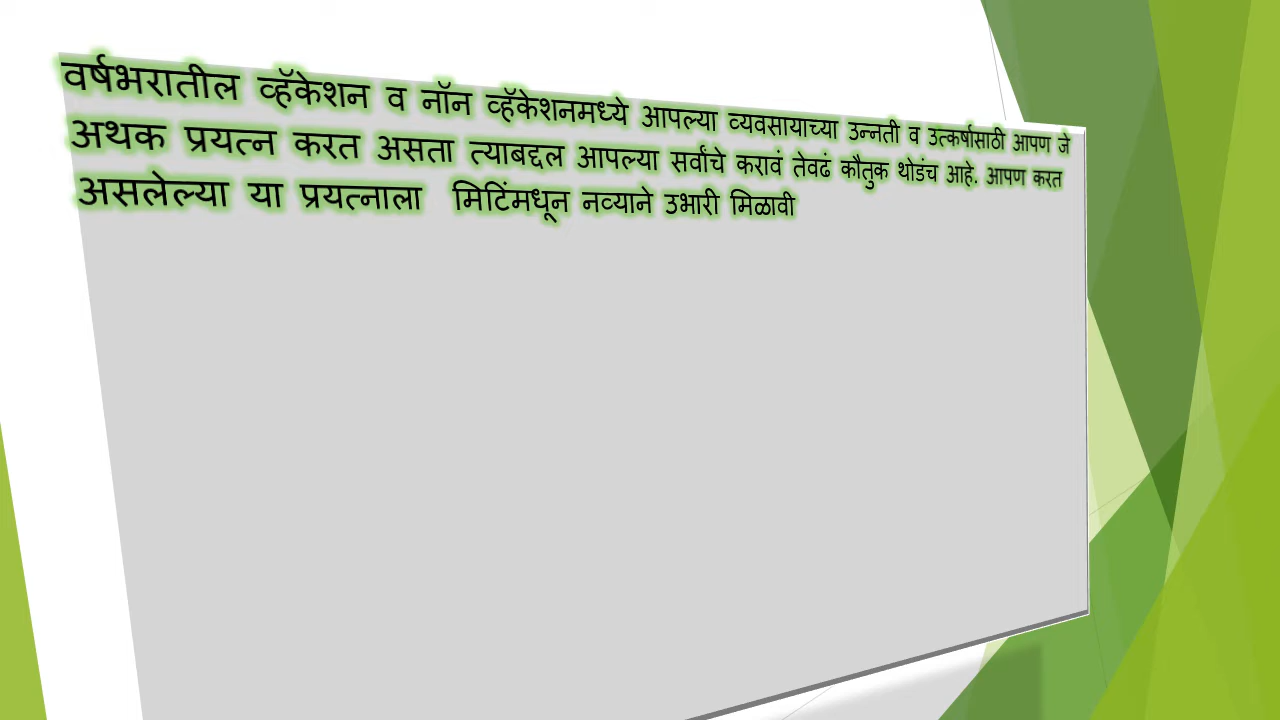 वर्षभरातील व्हॅकेशन व नॉन व्हॅकेशनमध्ये आपल्या व्यवसायाच्या उन्नती व उत्कर्षासाठी आपण जे
अथक प्रयत्न करत असता त्याबद्दल आपल्या सर्वांचे करावं तेवढं कौतुक थोडंच आहे. आपण करत
असलेल्या या प्रयत्नाला मिटिंमधून नव्याने उभारी मिळावी